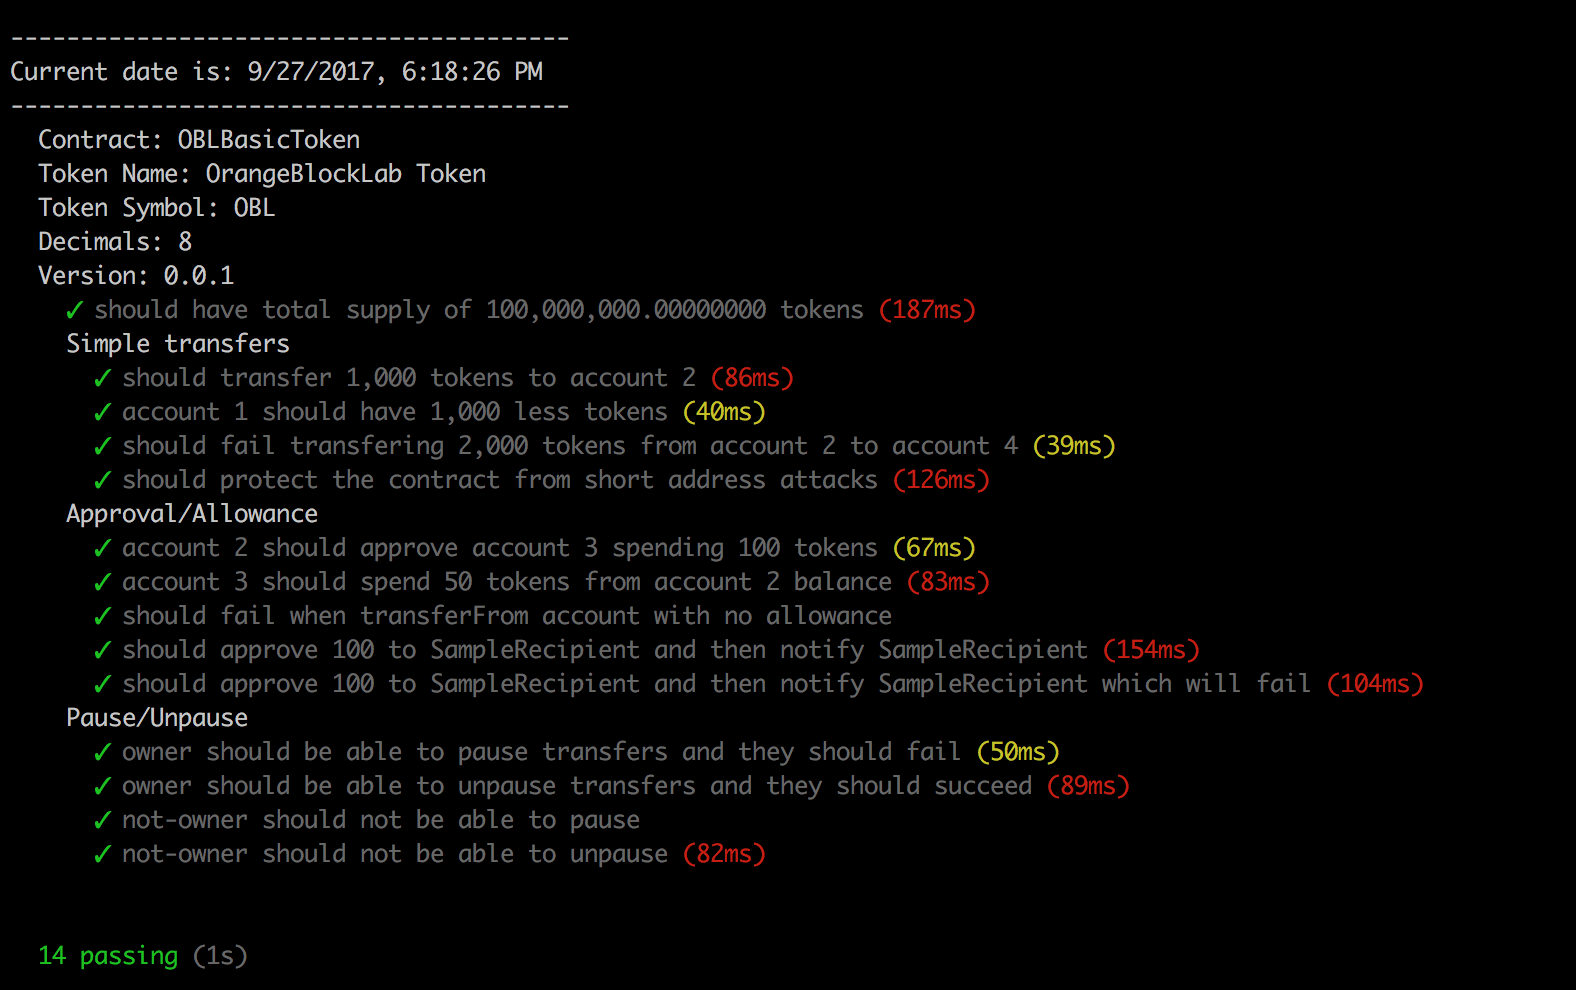 ----------------------------------------
Current date is: 9/27/2017, 6:18:26 PM
----------------------------------------
Contract: OBLBasicToken
Token Name: OrangeBlockLab Token
Token Symbol: OBL
Decimals: 8
Version: 0.0.1
✓ should have total supply of 100,000,000.00000000 tokens (187ms)
Simple transfers
✓ should transfer 1,000 tokens to account 2 (86ms)
✓ account 1 should have 1,000 less tokens (40ms)
✓ should fail transfering 2,000 tokens from account 2 to account 4 (39ms)
✓ should protect the contract from short address attacks (126ms)
Approval/Allowance
✓ account 2 should approve account 3 spending 100 tokens (67ms)
✓ account 3 should spend 50 tokens from account 2 balance (83ms)
✓ should fail when transferFrom account with no allowance
✓ should approve 100 to SampleRecipient and then notify SampleRecipient (154ms)
✓ should approve 100 to SampleRecipient and then notify SampleRecipient which will fail (104ms)
Pause/Unpause
✓ owner should be able to pause transfers and they should fail (50ms)
✓ owner should be able to unpause transfers and they should succeed (89ms)
✓ not-owner should not be able to pause
✓ not-owner should not be able to unpause (82ms)
14 passing (1s)